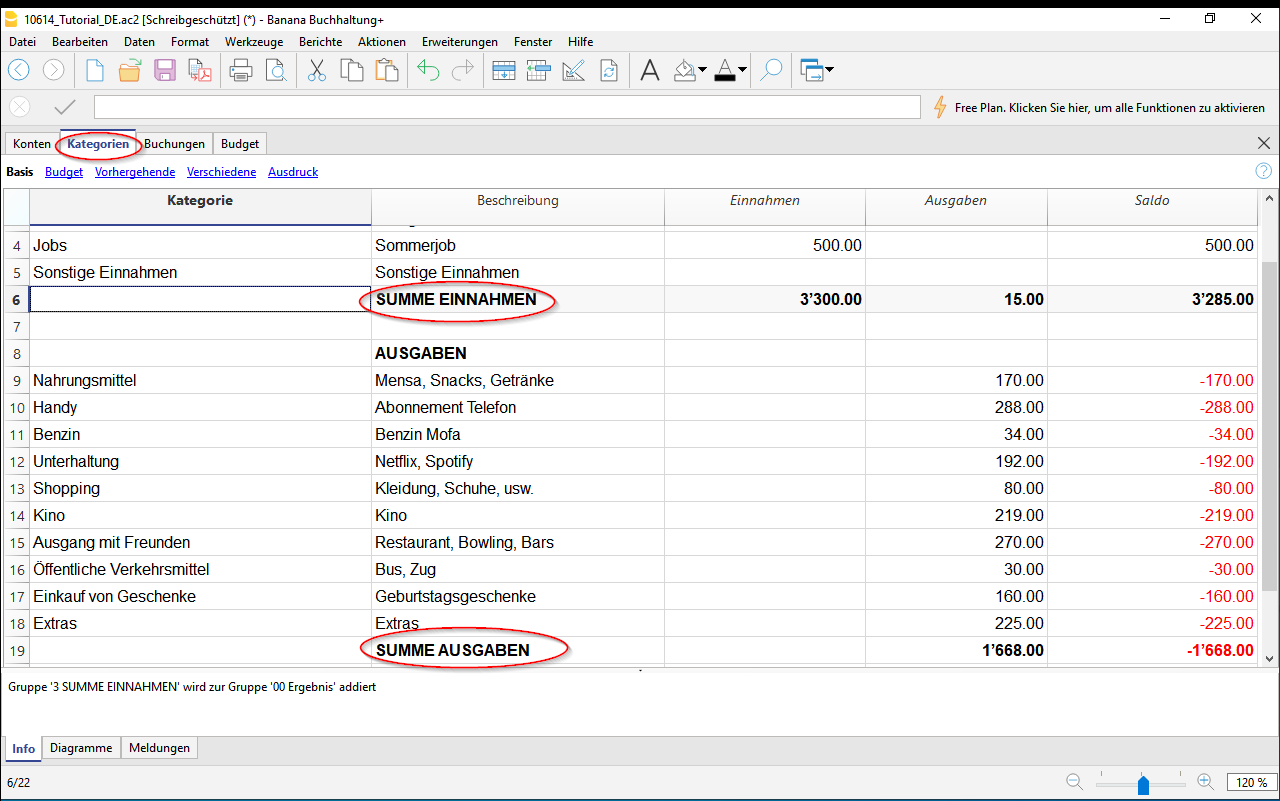 10614_Tutorial_DE.ac2 [Schreibgeschützt] (*) - Banana Buchhaltung+
Datei Bearbeiten Daten Format Werkzeuge Berichte Aktionen Erweiterungen Fenster Hilfe
Free Plan. Klicken Sie hier, um alle Funktionen zu aktivieren
Konten Kategorien Buchungen Budget
Basis Budget Vorhergehende Verschiedene Ausdruck
Kategorie Beschreibung Einnahmen Ausgaben Saldo
4 Jobs Sommerjob 500.00 500.00
5 Sonstige Einnahmen Sonstige Einnahmen
6 SUMME EINNAHMEN 3’300.00 15.00 3’285.00
7
8 AUSGABEN
9 Nahrungsmittel Mensa, Snacks, Getränke 170.00 -170.00
10 Handy Abonnement Telefon 288.00 -288.00
11 Benzin Benzin Mofa 34.00 -34.00
12 Unterhaltung Netflix, Spotify 192.00 -192.00
13 Shopping Kleidung, Schuhe, usw. 80.00 -80.00
14 Kino Kino 219.00 -219.00
15 Ausgang mit Freunden Restaurant, Bowling, Bars 270.00 -270.00
16 Öffentliche Verkehrsmittel Bus, Zug 30.00 -30.00
17 Einkauf von Geschenke Geburtstagsgeschenke 160.00 -160.00
18 Extras Extras 225.00 -225.00
19 SUMME AUSGABEN 1’668.00 -1’668.00
Gruppe '3 SUMME EINNAHMEN' wird zur Gruppe '00 Ergebnis' addiert
Info Diagramme Meldungen
6/22 120 %